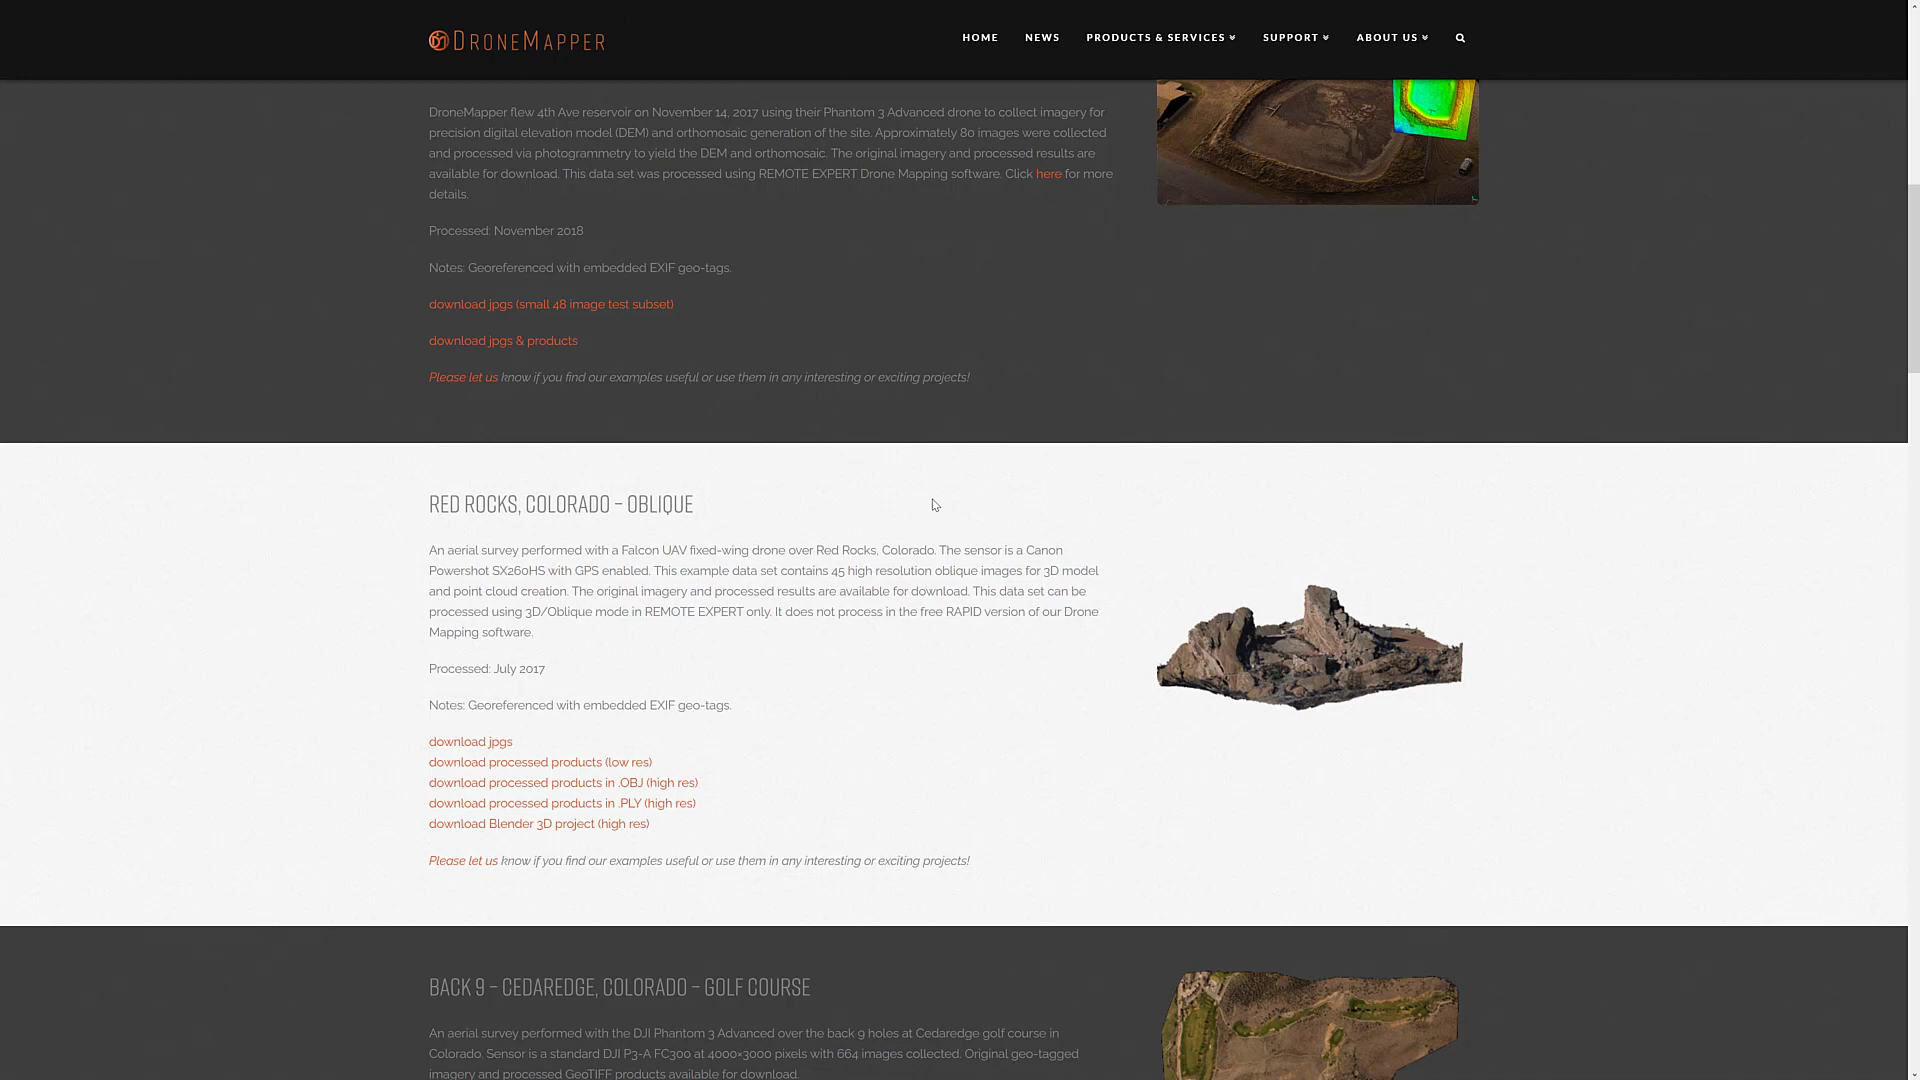 DRONEMAPPER
HOME NEWS PRODUCTS & SERVICES SUPPORT ABOUT US
DroneMapper flew 4th Ave reservoir on November 14, 2017 using their Phantom 3 Advanced drone to collect imagery for
precision digital elevation model (DEM) and orthomosaic generation of the site. Approximately 80 images were collected
and processed via photogrammetry to yield the DEM and orthomosaic. The original imagery and processed results are
available for download. This data set was processed using REMOTE EXPERT Drone Mapping software. Click here for more
details.
Processed: November 2018
Notes: Georeferenced with embedded EXIF geo-tags.
download jpgs (small 48 image test subset)
download jpgs & products
Please let us know if you find our examples useful or use them in any interesting or exciting projects!
RED ROCKS, COLORADO – OBLIQUE
An aerial survey performed with a Falcon UAV fixed-wing drone over Red Rocks, Colorado. The sensor is a Canon
Powershot SX260HS with GPS enabled. This example data set contains 45 high resolution oblique images for 3D model
and point cloud creation. The original imagery and processed results are available for download. This data set can be
processed using 3D/Oblique mode in REMOTE EXPERT only. It does not process in the free RAPID version of our Drone
Mapping software.
Processed: July 2017
Notes: Georeferenced with embedded EXIF geo-tags.
download jpgs
download processed products (low res)
download processed products in .OBJ (high res)
download processed products in .PLY (high res)
download Blender 3D project (high res)
Please let us know if you find our examples useful or use them in any interesting or exciting projects!
BACK 9 – CEDAREDGE, COLORADO – GOLF COURSE
An aerial survey performed with the DJI Phantom 3 Advanced over the back 9 holes at Cedaredge golf course in
Colorado. Sensor is a standard DJI P3-A FC300 at 4000×3000 pixels with 664 images collected. Original geo-tagged
imagery and processed GeoTIFF products available for download.